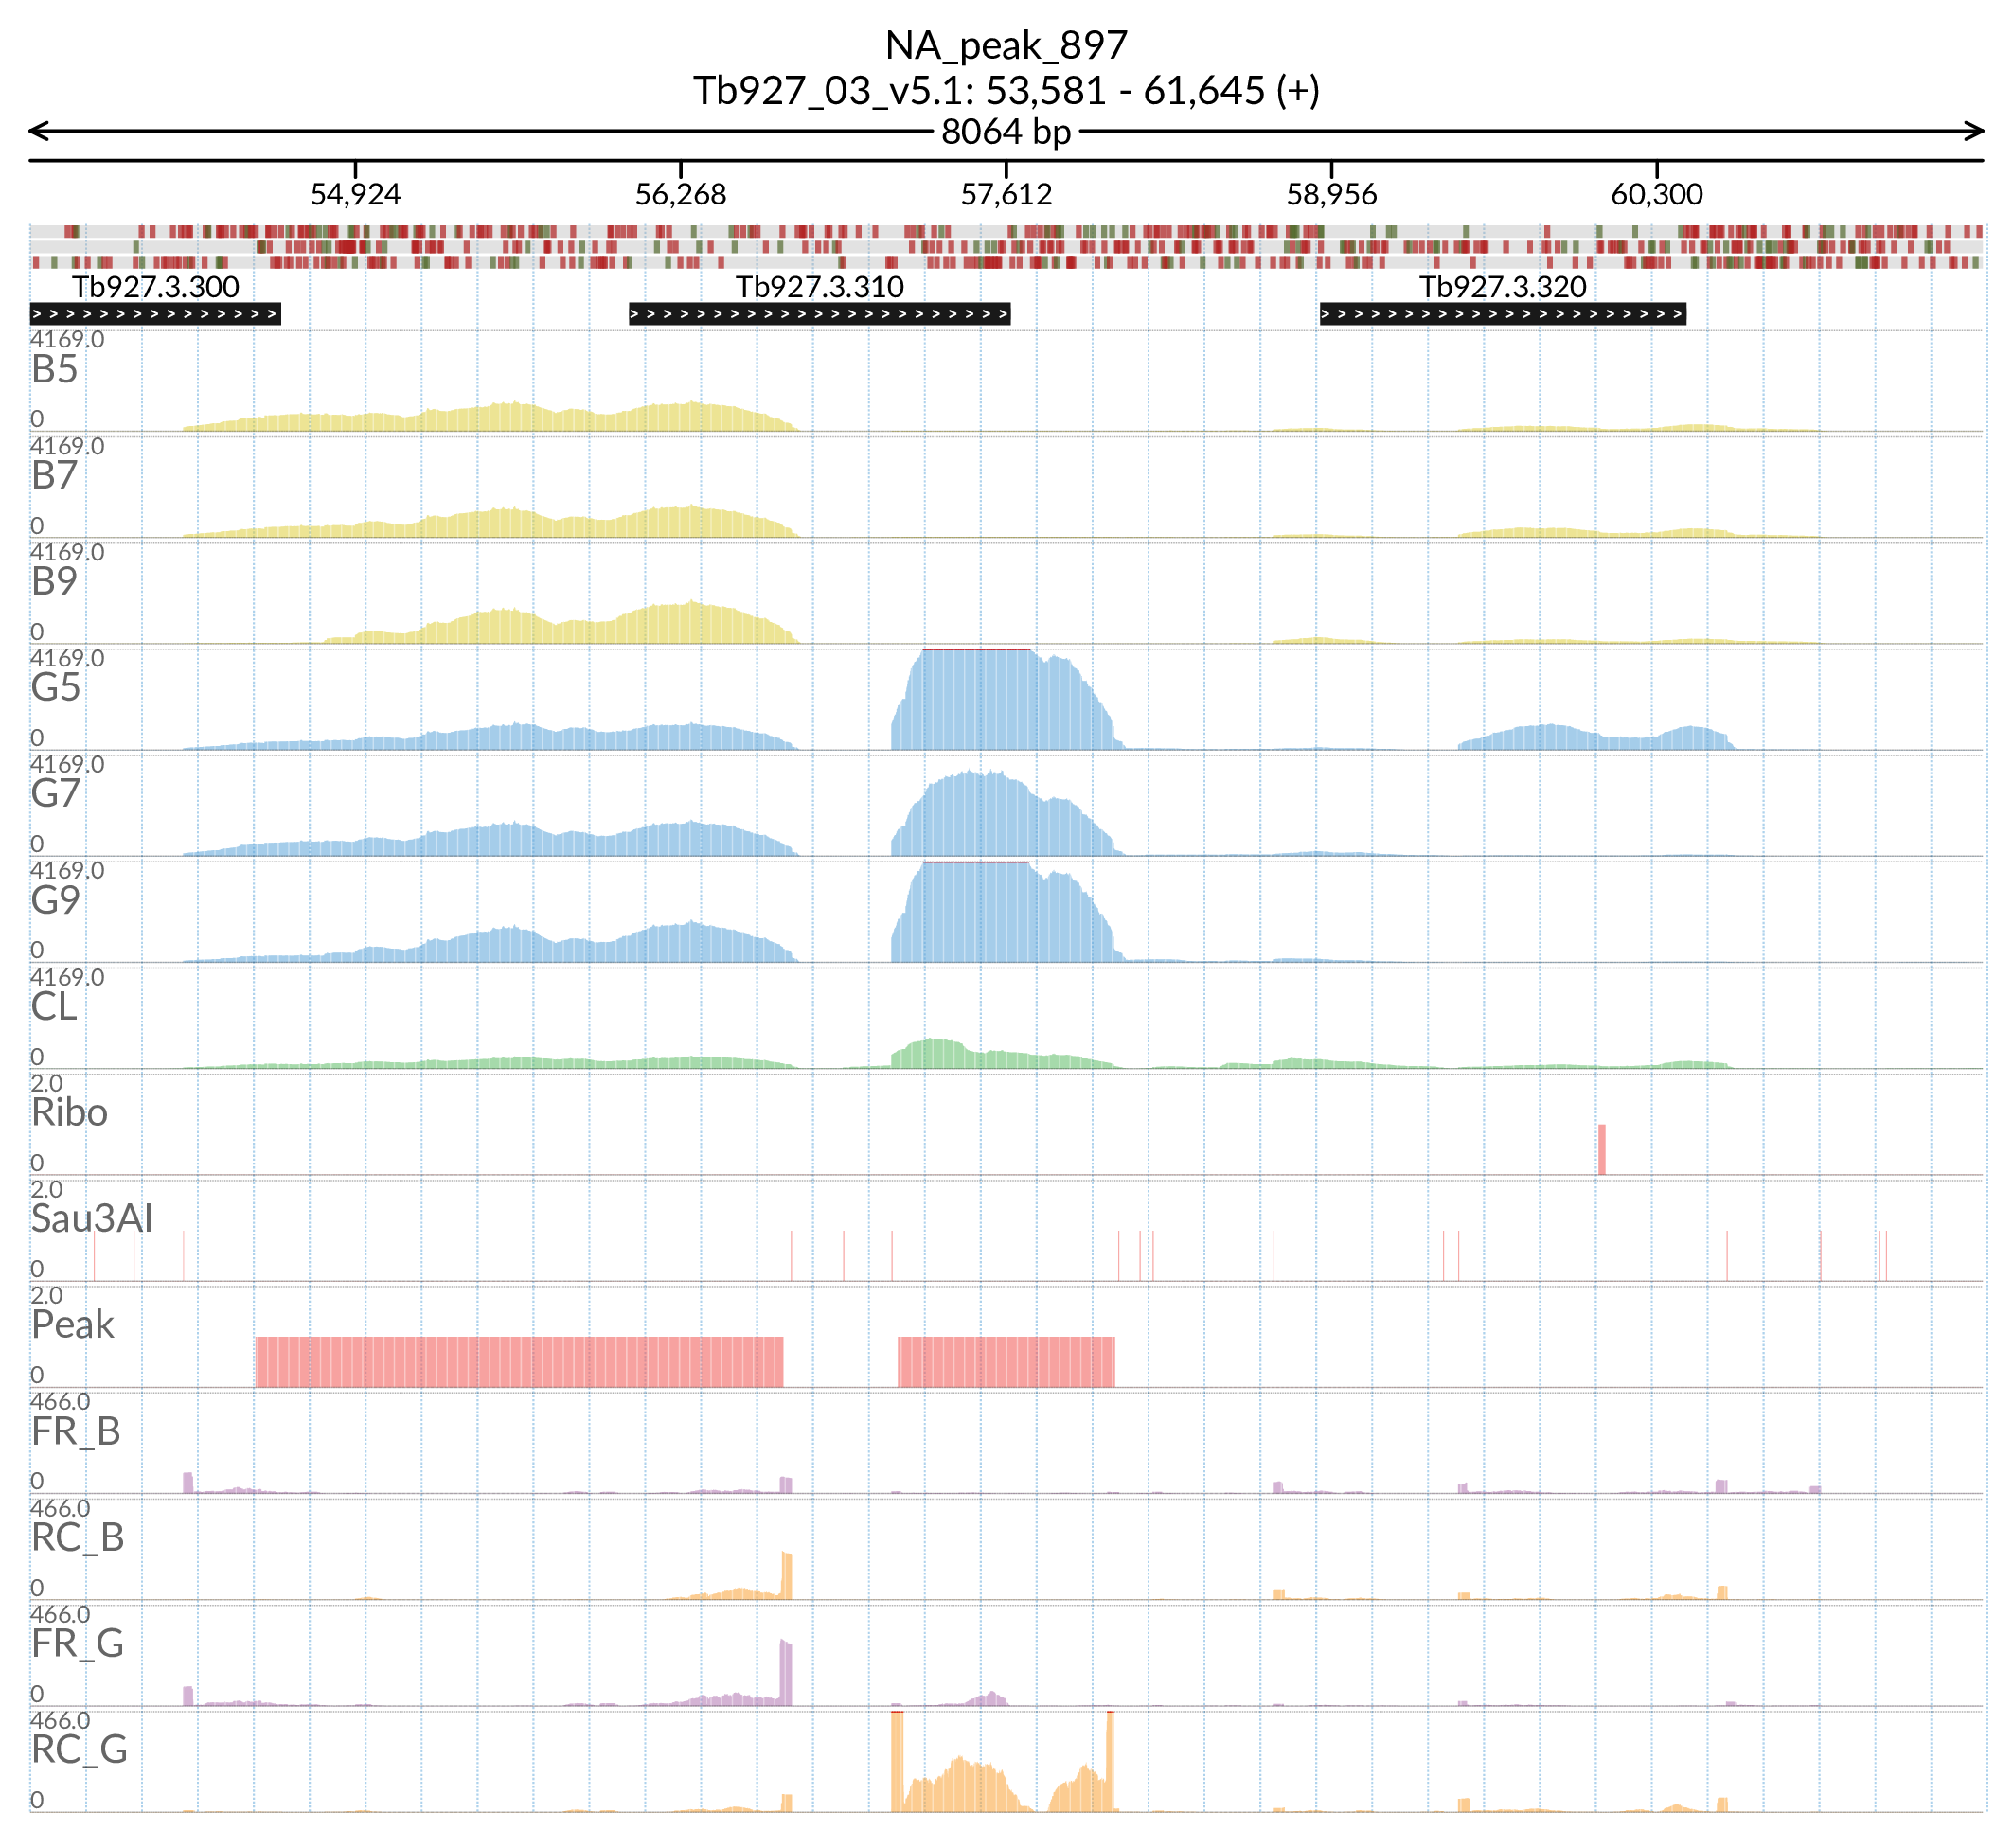 NA_peak_897
Tb927_03_v5.1: 53,581 - 61,645 (+)
8064 bp
54,924 56,268 57,612 58,956 60,300
Tb927.3.300 Tb927.3.310 Tb927.3.320
4169.0
B5
0
4169.0
B7
0
4169.0
B9
0
4169.0
G5
0
4169.0
G7
0
4169.0
G9
0
4169.0
CL
0
2.0
Ribo
0
2.0
Sau3AI
0
2.0
Peak
0
466.0
FR_B
0
466.0
RC_B
0
466.0
FR_G
0
466.0
RC_G
0